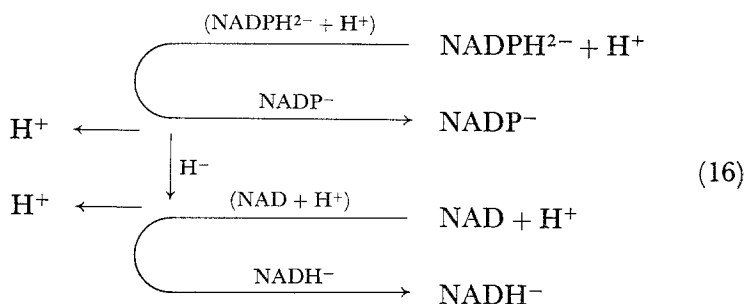 (NADPH²⁻ + H⁺)
NADPH²⁻ + H⁺
NADP⁻
NADP⁻
H⁺
H⁻
(16)
H⁺
(NAD + H⁺)
NAD + H⁺
NADH⁻
NADH⁻